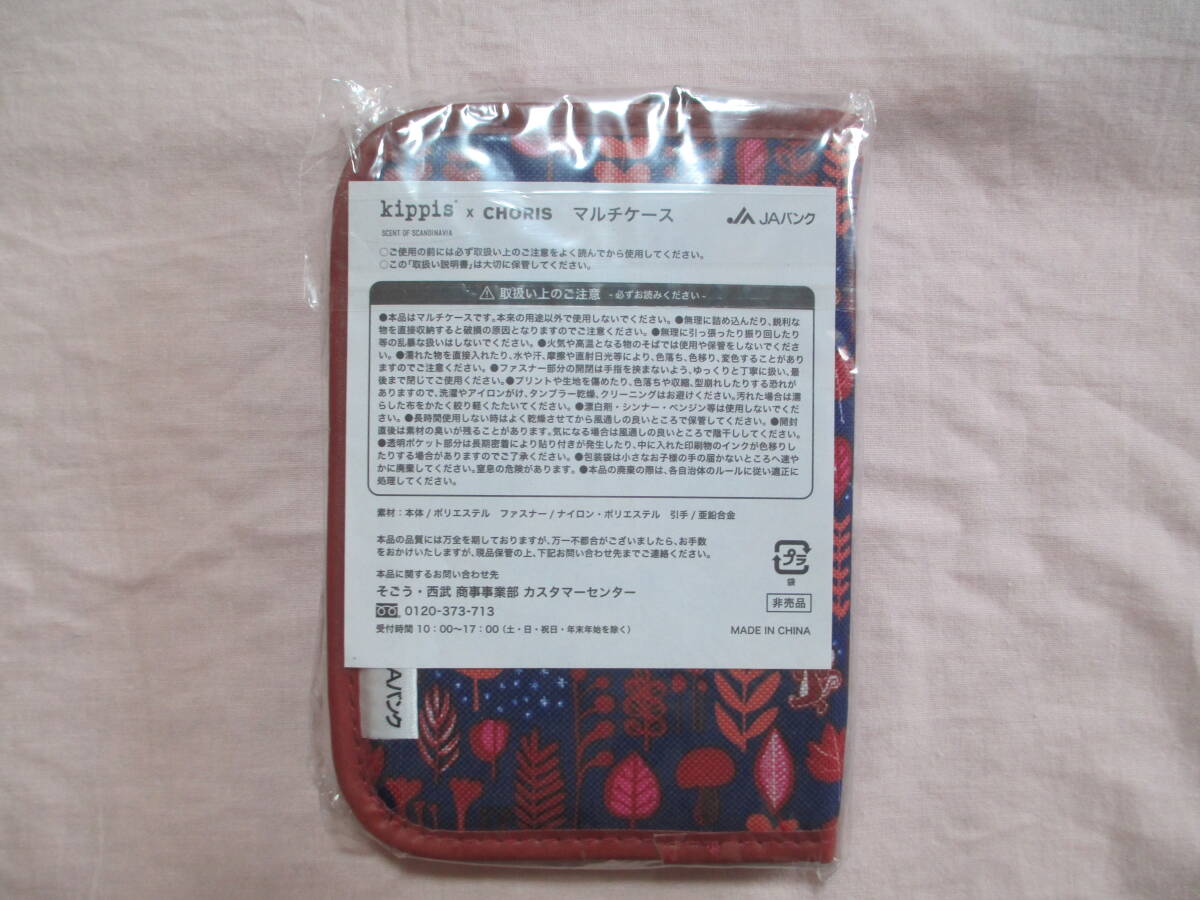 kippis® x CHORIS マルチケース
SCENT OF SCANDINAVIA
JAバンク
○ご使用の前には必ず取扱い上のご注意をよく読んでから使用してください。
○この「取扱い説明書」は大切に保管してください。
⚠ 取扱い上のご注意 -必ずお読みください-
●本品はマルチケースです。本来の用途以外で使用しないでください。●無理に詰め込んだり、鋭利な
物を直接収納すると破損の原因となりますのでご注意ください。●無理に引っ張ったり振り回したり
等の乱暴な扱いはしないでください。●火気や高温となる物のそばでは使用や保管をしないでくださ
い。●濡れた物を直接入れたり、水や汗、摩擦や直射日光等により、色落ち、色移り、変色することがあり
ますのでご注意ください。●ファスナー部分の開閉は手指を挟まないよう、ゆっくりと丁寧に扱い、最
後まで閉じてご使用ください。●プリントや生地を傷めたり、色落ちや収縮、型崩れしたりする恐れが
ありますので、洗濯やアイロンがけ、タンブラー乾燥、クリーニングはお避けください。汚れた場合は濡
らした布をかたく絞り軽くたたいてください。●漂白剤・シンナー・ベンジン等は使用しないでくだ
さい。●長時間使用しない時はよく乾燥させてから風通しの良いところで保管してください。●開封
直後は素材の臭いが残ることがあります。気になる場合は風通しの良いところで陰干ししてください。
●透明ポケット部分は長期密着により貼り付きが発生したり、中に入れた印刷物のインクが色移りし
たりする場合がありますのでご了承ください。●包装袋は小さなお子様の手の届かないところへ速や
かに廃棄してください。窒息の危険があります。●本品の廃棄の際は、各自治体のルールに従い適正に
処理してください。
素材：本体/ポリエステル ファスナー/ナイロン・ポリエステル 引手/亜鉛合金
本品の品質には万全を期しておりますが、万一不都合がございましたら、お手数
をおかけいたしますが、現品保管の上、下記お問い合わせ先までご連絡ください。
本品に関するお問い合わせ先
そごう・西武 商事事業部 カスタマーセンター
0120-373-713
受付時間 10：00～17：00（土・日・祝日・年末年始を除く）
プラ
袋
非売品
MADE IN CHINA
Aバンク